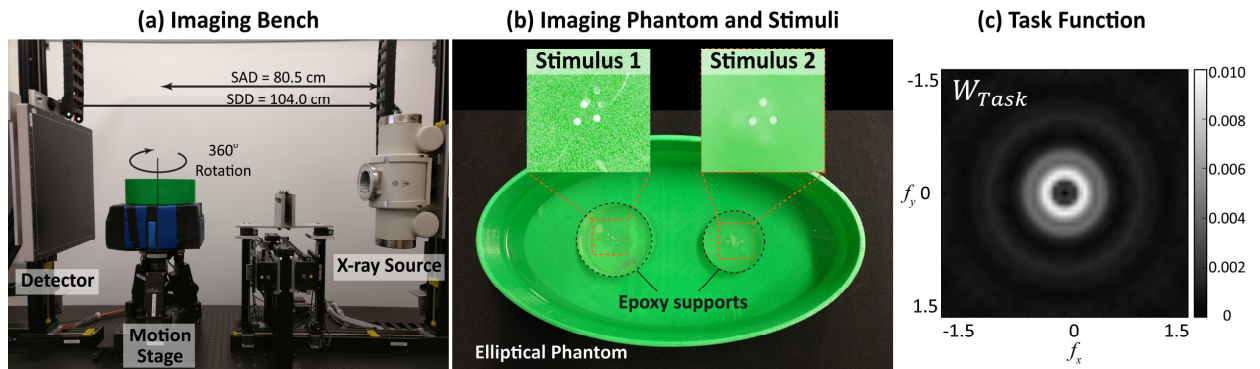 (a) Imaging Bench
SAD = 80.5 cm
SDD = 104.0 cm
360°
Rotation
Detector
X-ray Source
Motion
Stage
(b) Imaging Phantom and Stimuli
Stimulus 1
Stimulus 2
Epoxy supports
Elliptical Phantom
(c) Task Function
-1.5
W_Task
f_y 0
1.5
-1.5 0 1.5
f_x
0.010
0.008
0.006
0.004
0.002
0